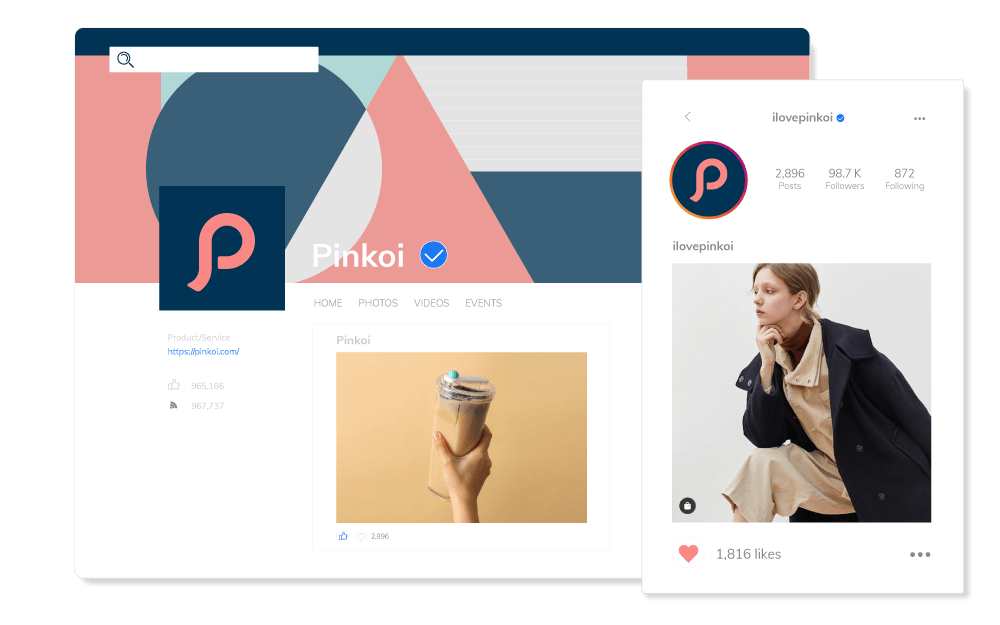 Pinkoi
HOME PHOTOS VIDEOS EVENTS
Product/Service
https://pinkoi.com/
965,186
967,737
Pinkoi
2,896
ilovepinkoi
2,896 98.7 K 872
Posts Followers Following
ilovepinkoi
1,816 likes